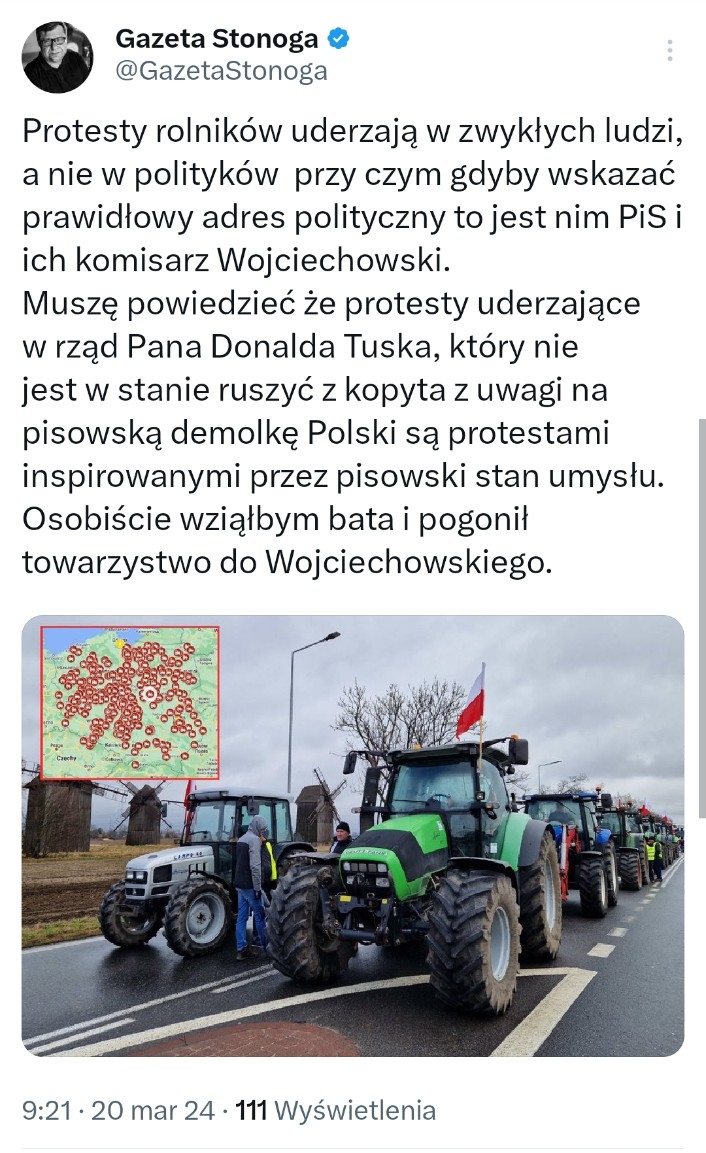 Gazeta Stonoga
@GazetaStonoga
Protesty rolników uderzają w zwykłych ludzi,
a nie w polityków  przy czym gdyby wskazać
prawidłowy adres polityczny to jest nim PiS i
ich komisarz Wojciechowski.
Muszę powiedzieć że protesty uderzające
w rząd Pana Donalda Tuska, który nie
jest w stanie ruszyć z kopyta z uwagi na
pisowską demolkę Polski są protestami
inspirowanymi przez pisowski stan umysłu.
Osobiście wziąłbym bata i pogonił
towarzystwo do Wojciechowskiego.
Czechy
9:21 · 20 mar 24 · 111 Wyświetlenia